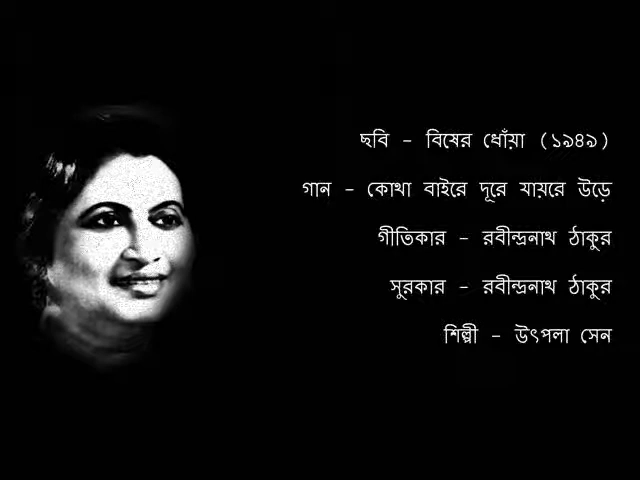 ছবি - বিষের ধোঁয়া (১৯৪৯)
গান - কোথা বাইরে দূরে যায়রে উড়ে
গীতিকার - রবীন্দ্রনাথ ঠাকুর
সুরকার - রবীন্দ্রনাথ ঠাকুর
শিল্পী - উৎপলা সেন